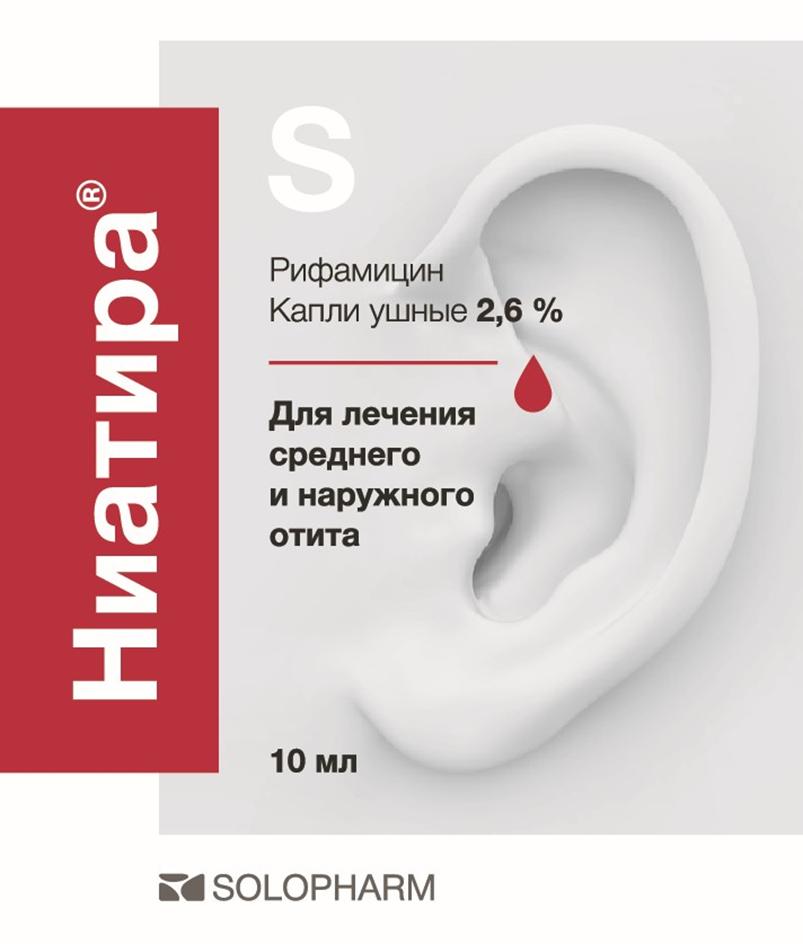 Ниатира®
S
Рифамицин
Капли ушные 2,6 %
Для лечения
среднего
и наружного
отита
10 мл
SOLOPHARM